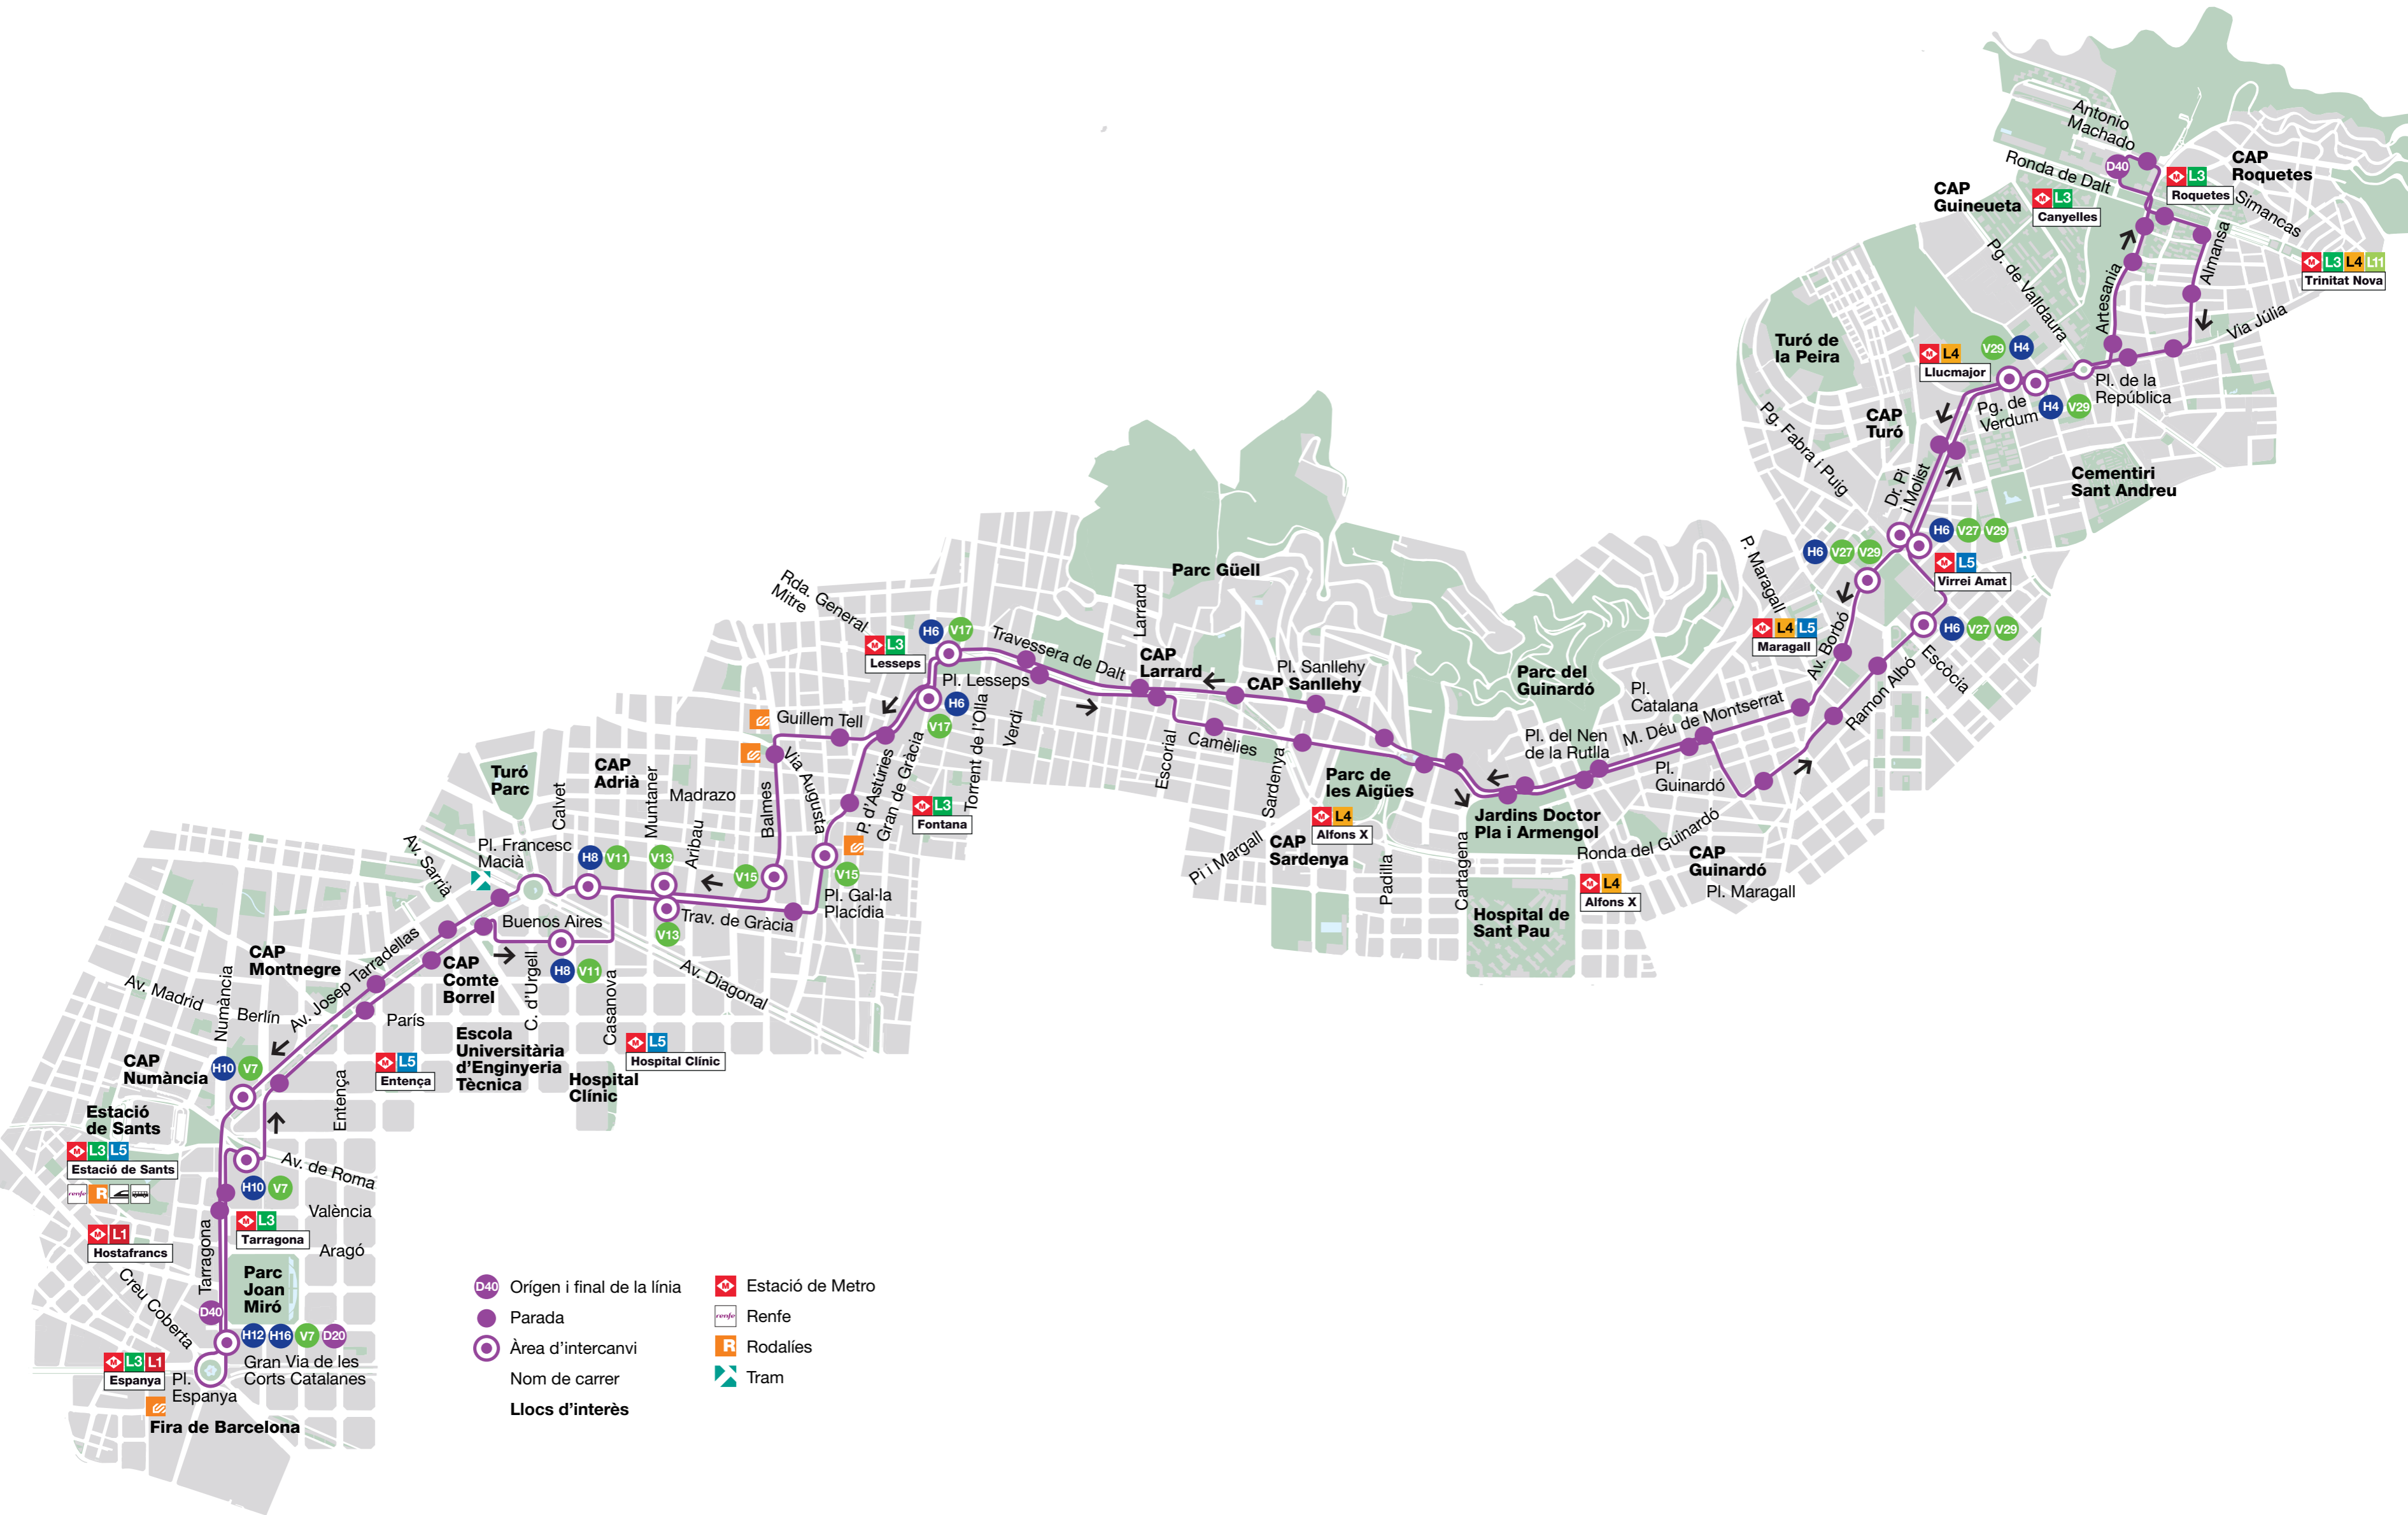 Antonio
Machado
D40
Ronda de Dalt
L3
Roquetes
CAP
Roquetes
Simancas
CAP
Guineueta
L3
Canyelles
Pg. de Valldaura
Almansa
L3 L4 L11
Trinitat Nova
Artesania
Via Júlia
Turó de
la Peira
L4
Llucmajor
V29 H4
Pl. de la
República
Pg. de
Verdum
H4 V29
CAP
Turó
Pg. Fabra i Puig
Dr. Pi
i Molist
Cementiri
Sant Andreu
H6 V27 V29
H6 V27 V29
L5
Virrei Amat
P. Maragall
L4 L5
Maragall
Av. Borbó
H6 V27 V29
Escòcia
Ramon Albó
Parc Güell
Rda. General
Mitre
L3
Lesseps
H6 V17
Travessera de Dalt
Larrard
CAP
Larrard
Pl. Sanllehy
CAP Sanllehy
Parc del
Guinardó
Pl.
Catalana
M. Déu de Montserrat
Pl. Lesseps
H6
V17
Guillem Tell
Torrent de l'Olla
Verdi
Escorial
Camèlies
Sardenya
Pl. del Nen
de la Rutlla
Pl.
Guinardó
Turó
Parc
CAP
Adrià
Calvet
Muntaner
Madrazo
Aribau
Balmes
Via Augusta
P. d'Astúries
Gran de Gràcia
L3
Fontana
Parc de
les Aigües
L4
Alfons X
Pi i Margall
CAP
Sardenya
Padilla
Cartagena
Jardins Doctor
Pla i Armengol
Ronda del Guinardó
CAP
Guinardó
Pl. Maragall
L4
Alfons X
Hospital de
Sant Pau
Av. Sarrià
Pl. Francesc
Macià
H8 V11
V13
V15
V15
Pl. Gal·la
Placídia
Buenos Aires
Trav. de Gràcia
V13
H8 V11
C. d'Urgell
Casanova
Av. Diagonal
CAP
Montnegre
Av. Josep Tarradellas
CAP
Comte
Borrel
Av. Madrid
Numància
Berlín
París
Escola
Universitària
d'Enginyeria
Tècnica
L5
Hospital Clínic
Hospital
Clínic
CAP
Numància
H10 V7
L5
Entença
Entença
Estació
de Sants
L3 L5
Estació de Sants
renfe R
Av. de Roma
H10 V7
València
L3
Tarragona
L1
Hostafrancs
Aragó
Tarragona
Creu Coberta
Parc
Joan
Miró
D40
H12 H16 V7 D20
Gran Via de les
Corts Catalanes
L3 L1
Espanya
Pl.
Espanya
Fira de Barcelona
D40 Orígen i final de la línia
Parada
Àrea d'intercanvi
Nom de carrer
Llocs d'interès
M Estació de Metro
renfe Renfe
R Rodalíes
Tram